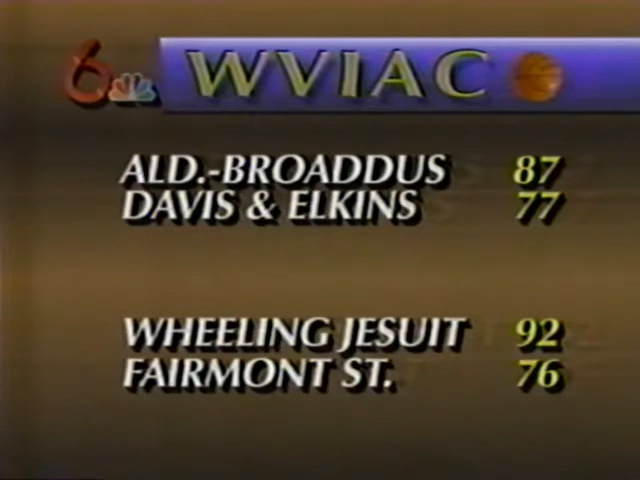 6 WVIAC
ALD.-BROADDUS 87
DAVIS & ELKINS 77
WHEELING JESUIT 92
FAIRMONT ST. 76